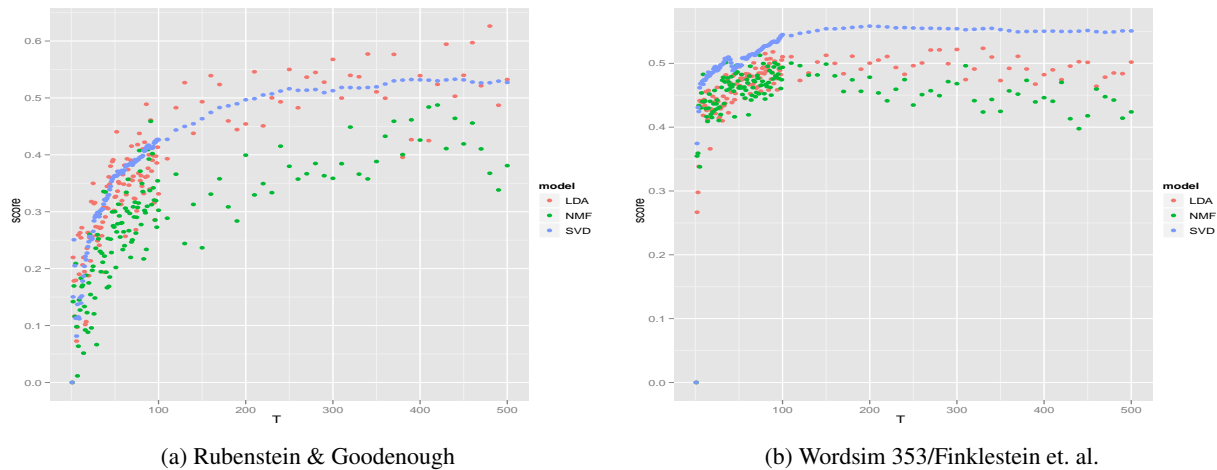 0.6
0.5
0.4
0.3
0.2
0.1
0.0
score
100
200
300
400
500
T
model
LDA
NMF
SVD
(a) Rubenstein & Goodenough
0.5
0.4
0.3
0.2
0.1
0.0
score
100
200
300
400
500
T
model
LDA
NMF
SVD
(b) Wordsim 353/Finklestein et. al.